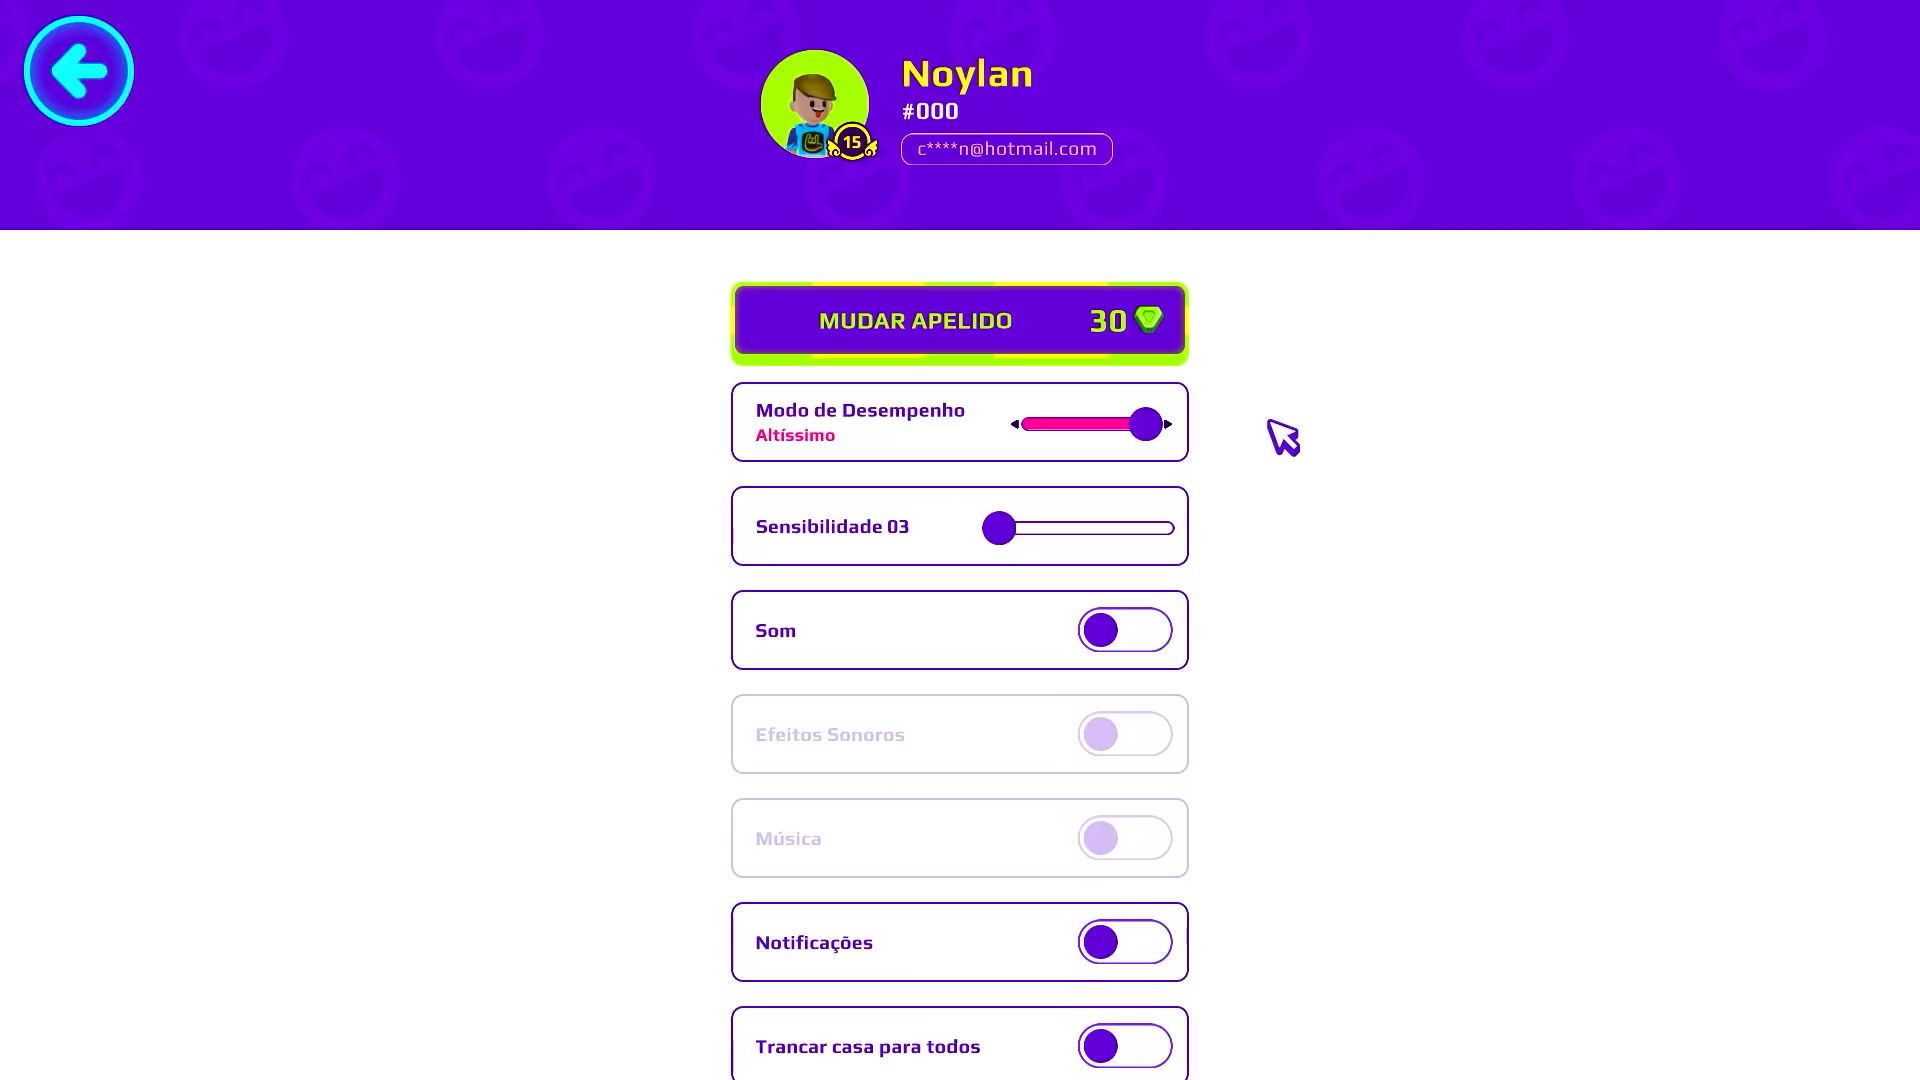 Noylan
#000
15
c****n@hotmail.com
MUDAR APELIDO 30
Modo de Desempenho
Altíssimo
Sensibilidade 03
Som
Efeitos Sonoros
Música
Notificações
Trancar casa para todos